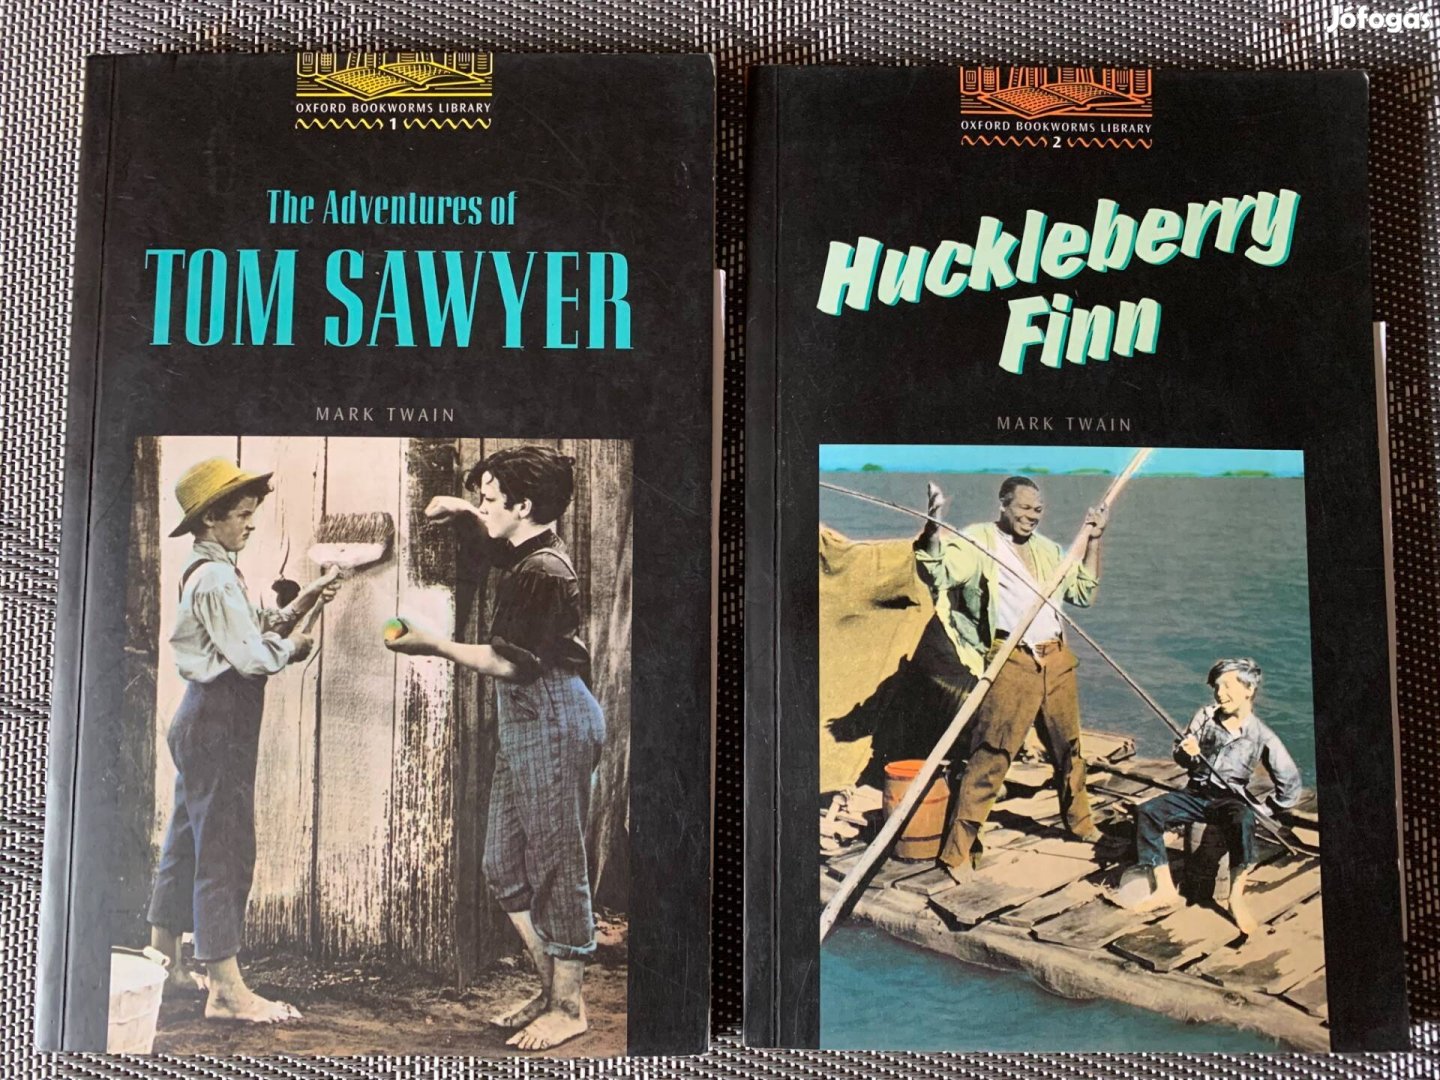 Jófogás
OXFORD BOOKWORMS LIBRARY
1
The Adventures of
TOM SAWYER
MARK TWAIN
OXFORD BOOKWORMS LIBRARY
2
Huckleberry
Finn
MARK TWAIN